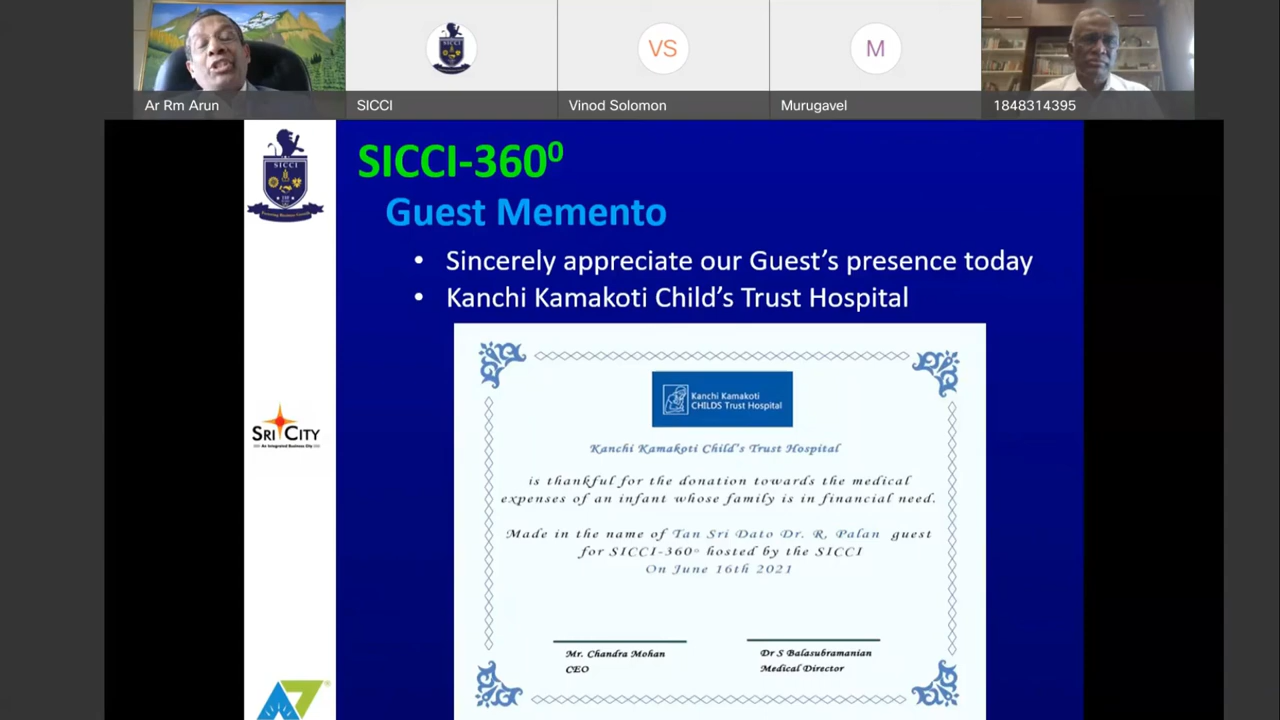 SICCI
VS
M
Ar Rm Arun
SICCI
Vinod Solomon
Murugavel
1848314395
SICCI
SICCI-360⁰
Guest Memento
• Sincerely appreciate our Guest’s presence today
• Kanchi Kamakoti Child’s Trust Hospital
SRI CITY
An Integrated Business City
Kanchi Kamakoti
CHILDS Trust Hospital
Kanchi Kamakoti Child's Trust Hospital
is thankful for the donation towards the medical
expenses of an infant whose family is in financial need.
Made in the name of Tan Sri Dato Dr. R, Palan guest
for SICCI-360° hosted by the SICCI
On June 16th 2021
Mr. Chandra Mohan
CEO
Dr S Balasubramanian
Medical Director